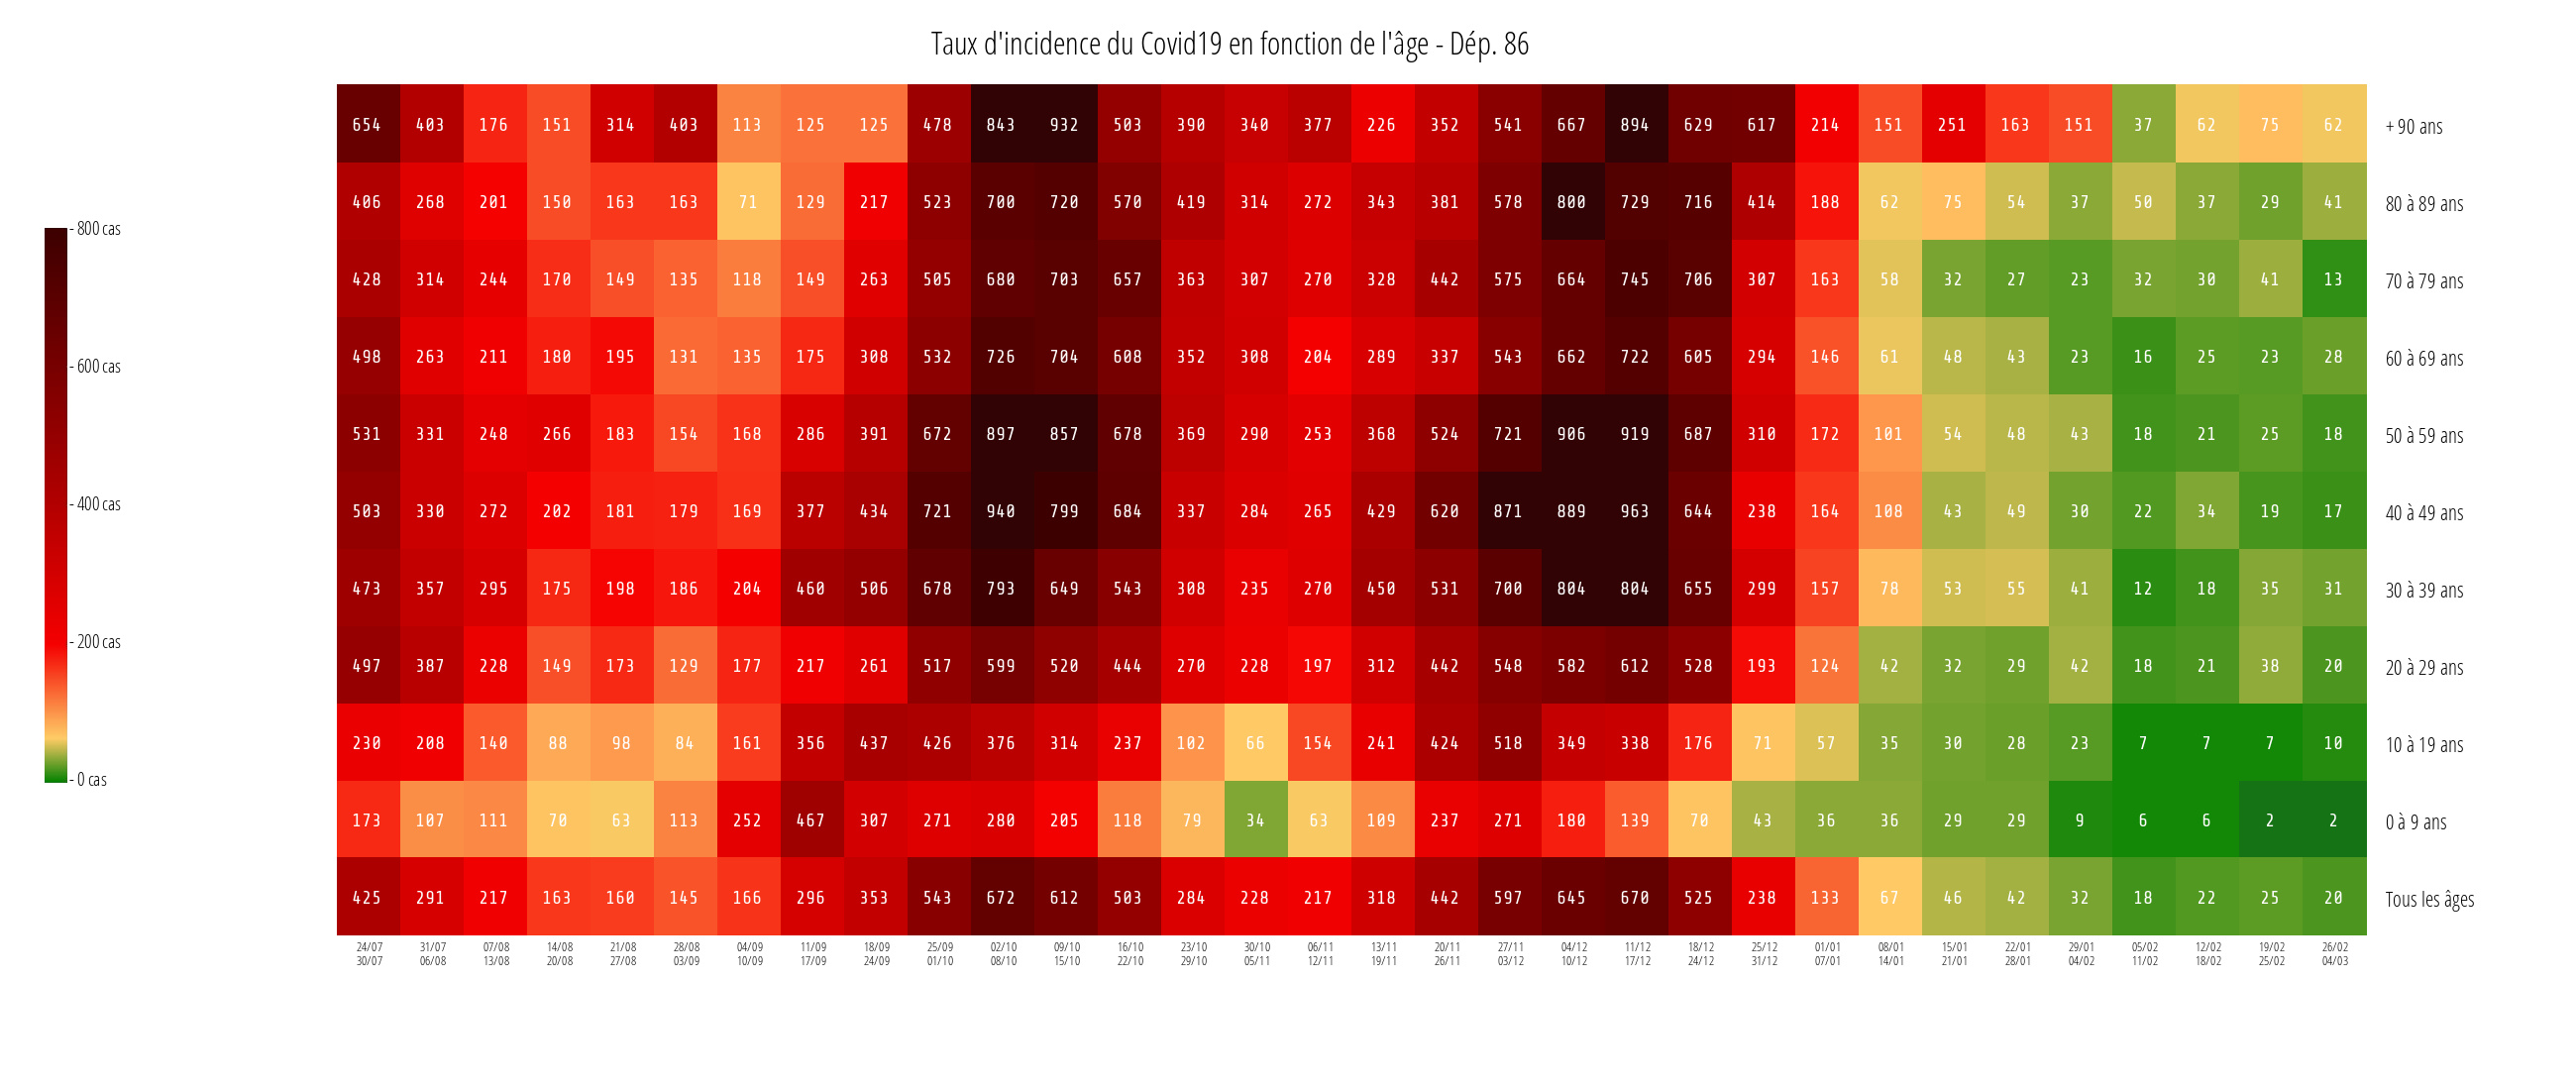 Taux d'incidence du Covid19 en fonction de l'âge - Dép. 86
- 800 cas
- 600 cas
- 400 cas
- 200 cas
- 0 cas
654 403 176 151 314 403 113 125 125 478 843 932 503 390 340 377 226 352 541 667 894 629 617 214 151 251 163 151 37 62 75 62 + 90 ans
406 268 201 150 163 163 71 129 217 523 700 720 570 419 314 272 343 381 578 800 729 716 414 188 62 75 54 37 50 37 29 41 80 à 89 ans
428 314 244 170 149 135 118 149 263 505 680 703 657 363 307 270 328 442 575 664 745 706 307 163 58 32 27 23 32 30 41 13 70 à 79 ans
498 263 211 180 195 131 135 175 308 532 726 704 608 352 308 204 289 337 543 662 722 605 294 146 61 48 43 23 16 25 23 28 60 à 69 ans
531 331 248 266 183 154 168 286 391 672 897 857 678 369 290 253 368 524 721 906 919 687 310 172 101 54 48 43 18 21 25 18 50 à 59 ans
503 330 272 202 181 179 169 377 434 721 940 799 684 337 284 265 429 620 871 889 963 644 238 164 108 43 49 30 22 34 19 17 40 à 49 ans
473 357 295 175 198 186 204 460 506 678 793 649 543 308 235 270 450 531 700 804 804 655 299 157 78 53 55 41 12 18 35 31 30 à 39 ans
497 387 228 149 173 129 177 217 261 517 599 520 444 270 228 197 312 442 548 582 612 528 193 124 42 32 29 42 18 21 38 20 20 à 29 ans
230 208 140 88 98 84 161 356 437 426 376 314 237 102 66 154 241 424 518 349 338 176 71 57 35 30 28 23 7 7 7 10 10 à 19 ans
173 107 111 70 63 113 252 467 307 271 280 205 118 79 34 63 109 237 271 180 139 70 43 36 36 29 29 9 6 6 2 2 0 à 9 ans
425 291 217 163 160 145 166 296 353 543 672 612 503 284 228 217 318 442 597 645 670 525 238 133 67 46 42 32 18 22 25 20 Tous les âges
24/07 31/07 07/08 14/08 21/08 28/08 04/09 11/09 18/09 25/09 02/10 09/10 16/10 23/10 30/10 06/11 13/11 20/11 27/11 04/12 11/12 18/12 25/12 01/01 08/01 15/01 22/01 29/01 05/02 12/02 19/02 26/02
30/07 06/08 13/08 20/08 27/08 03/09 10/09 17/09 24/09 01/10 08/10 15/10 22/10 29/10 05/11 12/11 19/11 26/11 03/12 10/12 17/12 24/12 31/12 07/01 14/01 21/01 28/01 04/02 11/02 18/02 25/02 04/03